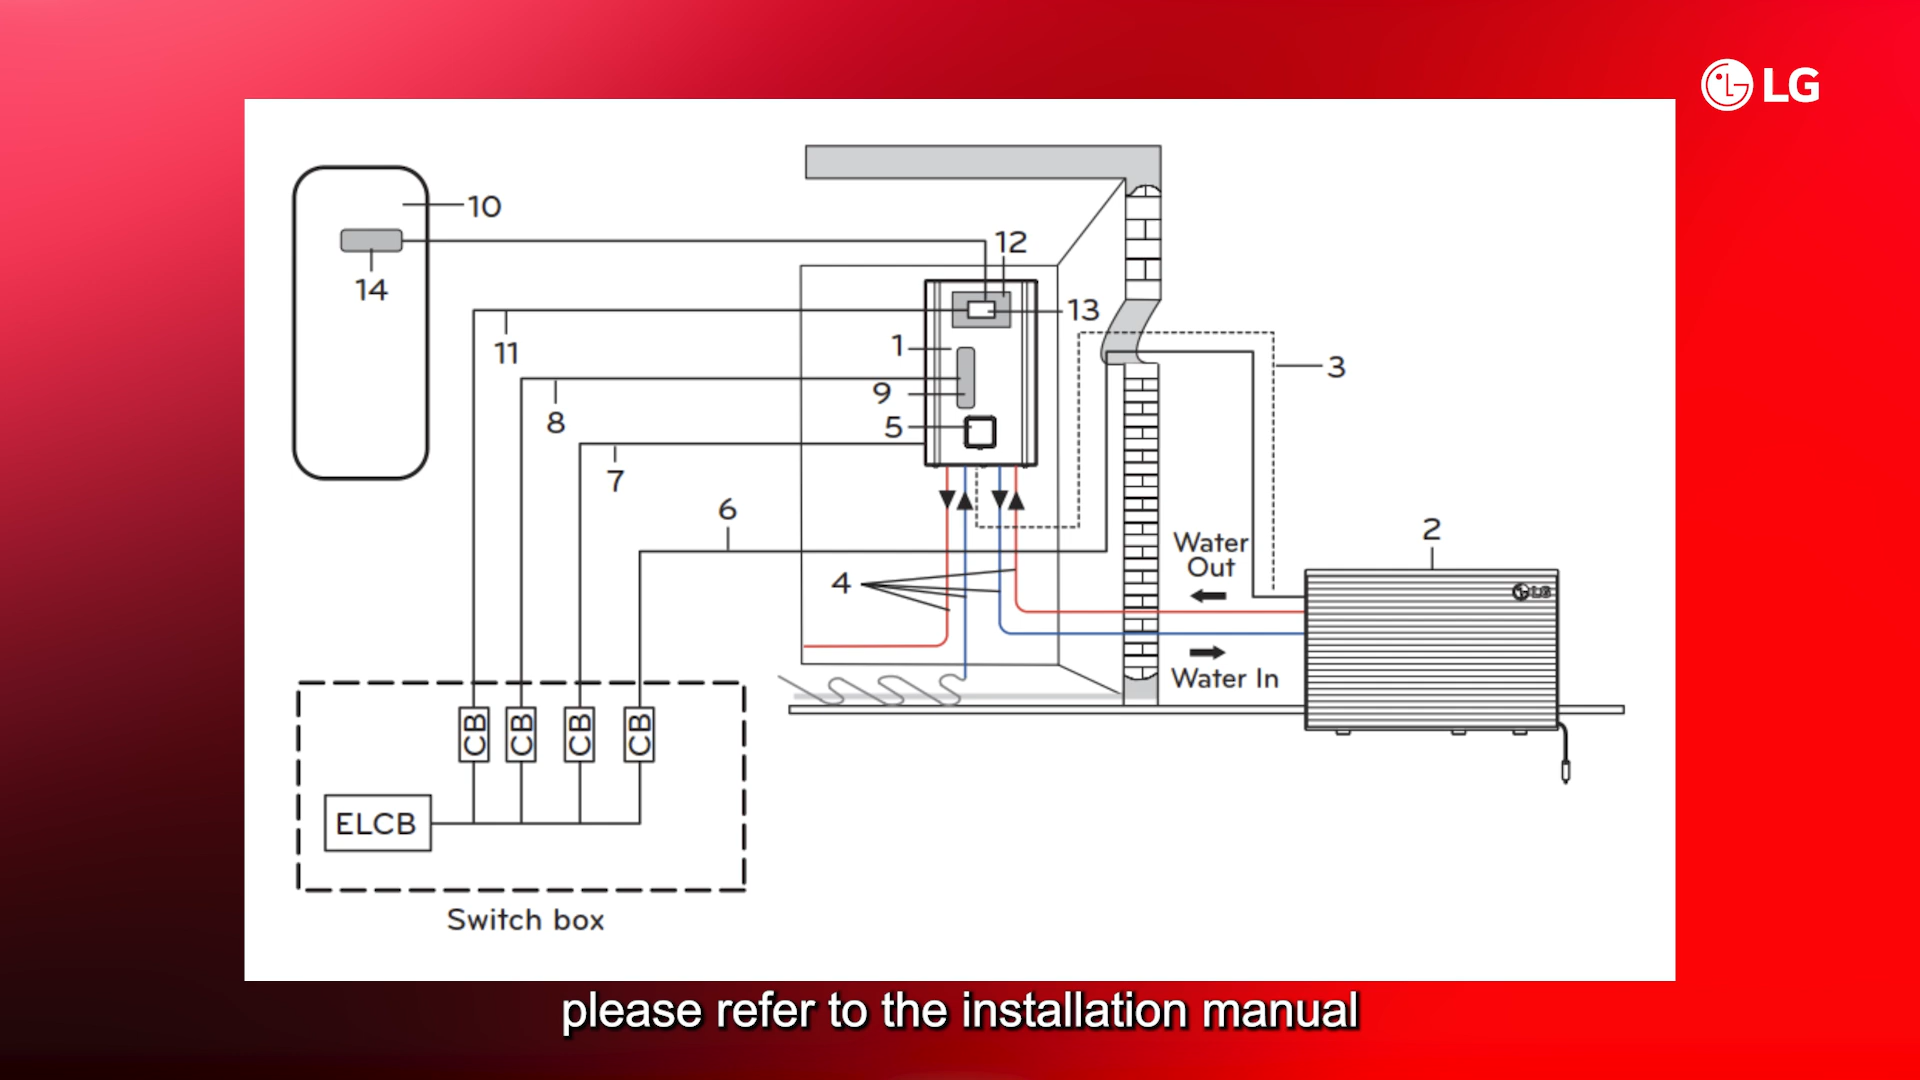 LG
10
14
12
13
11
1
9
8
5
7
3
6
4
Water
Out
2
LG
Water In
CB
CB
CB
CB
ELCB
Switch box
please refer to the installation manual